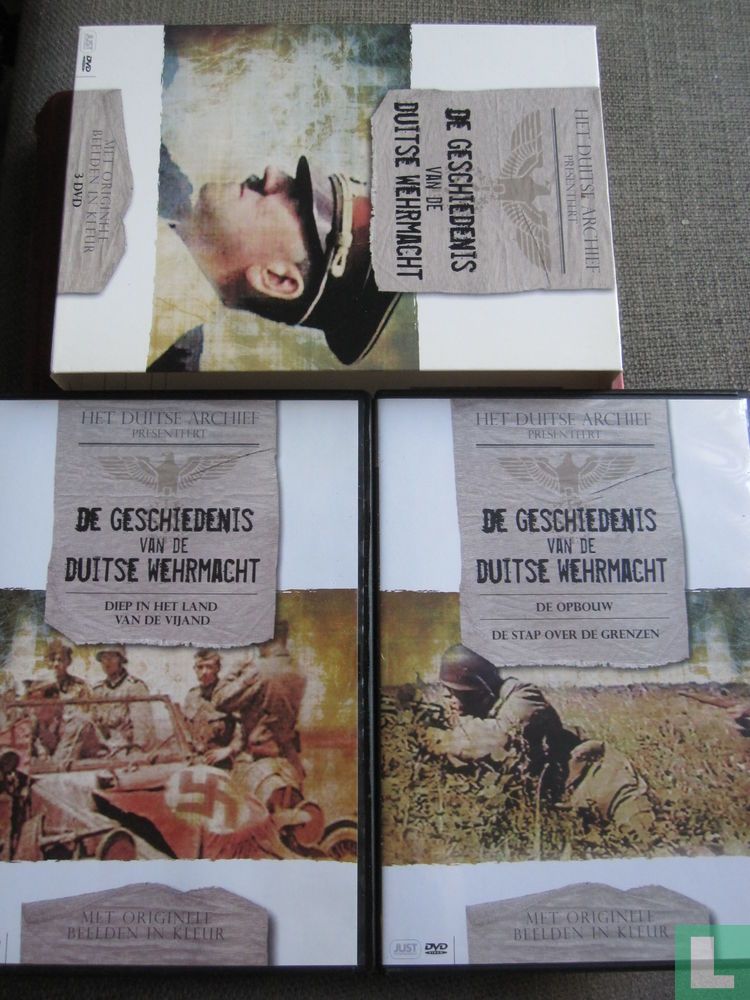 HET DUITSE ARCHIEF
PRESENTEERT
DE GESCHIEDENIS
VAN DE
DUITSE WEHRMACHT
MET ORIGINELE
BEELDEN IN KLEUR
3 DVD
JUST
DVD
HET DUITSE ARCHIEF
PRESENTEERT
DE GESCHIEDENIS
VAN DE
DUITSE WEHRMACHT
DIEP IN HET LAND
VAN DE VIJAND
MET ORIGINELE
BEELDEN IN KLEUR
HET DUITSE ARCHIEF
PRESENTEERT
DE GESCHIEDENIS
VAN DE
DUITSE WEHRMACHT
DE OPBOUW
DE STAP OVER DE GRENZEN
MET ORIGINELE
BEELDEN IN KLEUR
JUST
DVD
VIDEO
L